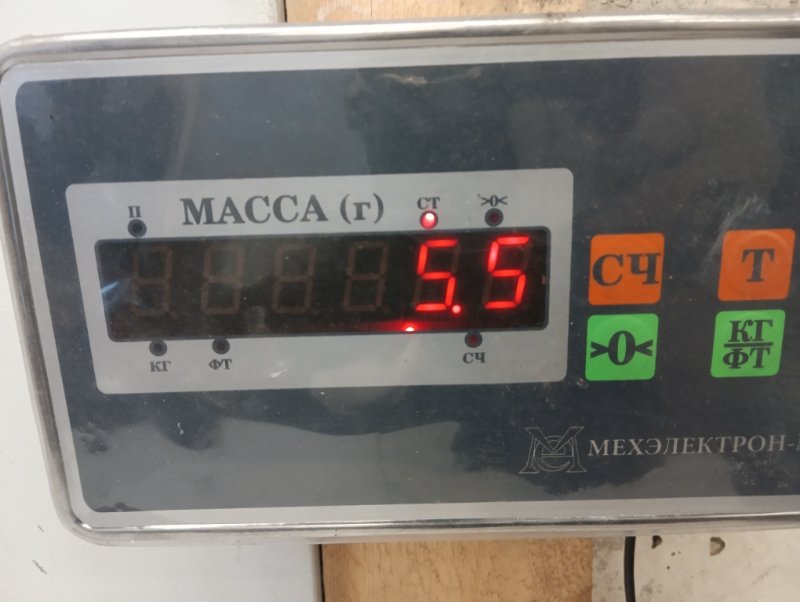 П МАССА (г) СТ >0<
5.5
КГ ФТ СЧ
СЧ Т
>0< КГ/ФТ
МЕХЭЛЕКТРОН-